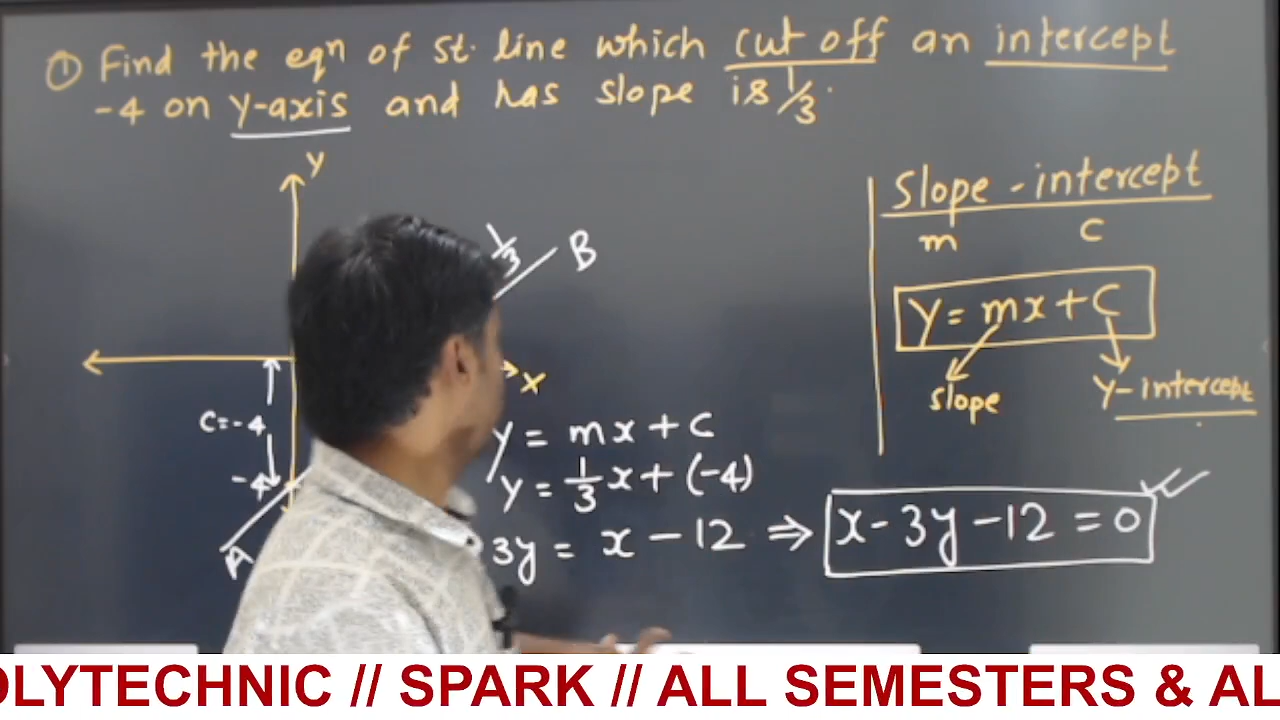 ① Find the eqn of st. line which cut off an intercept
-4 on y-axis and has slope is 1/3.
Y
1/3
B
X
C=-4
-4
A
y = mx + c
y = 1/3 x + (-4)
3y = x - 12 ⇒ x - 3y - 12 = 0
Slope - intercept
m c
Y = mx + C
slope Y-intercept
OLYTECHNIC // SPARK // ALL SEMESTERS & AL